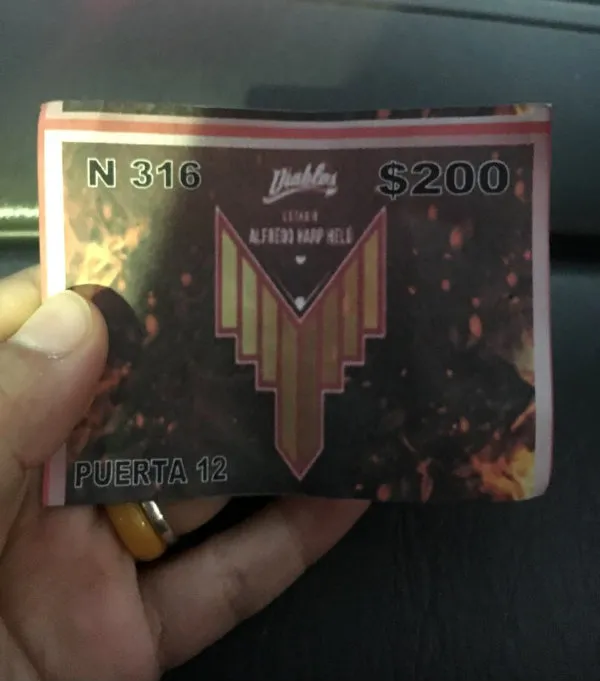 N 316
Diablos
$200
ESTADIO
ALFREDO HARP HELÚ
PUERTA 12